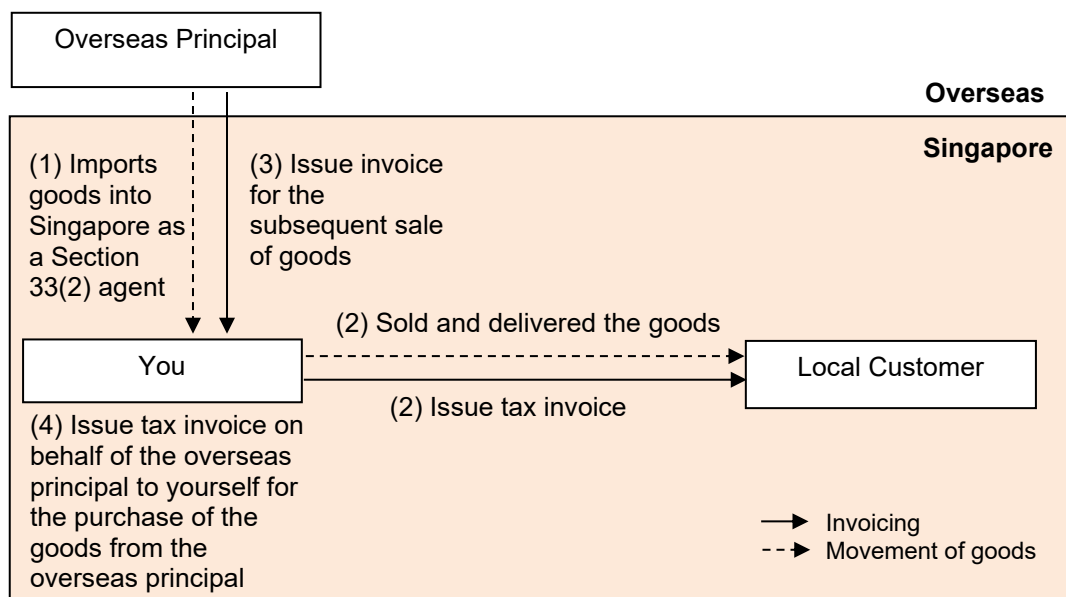 Overseas Principal
Overseas
Singapore
(1) Imports
goods into
Singapore as
a Section
33(2) agent
(3) Issue invoice
for the
subsequent sale
of goods
(2) Sold and delivered the goods
You
Local Customer
(2) Issue tax invoice
(4) Issue tax invoice on
behalf of the overseas
principal to yourself for
the purchase of the
goods from the
overseas principal
Invoicing
Movement of goods